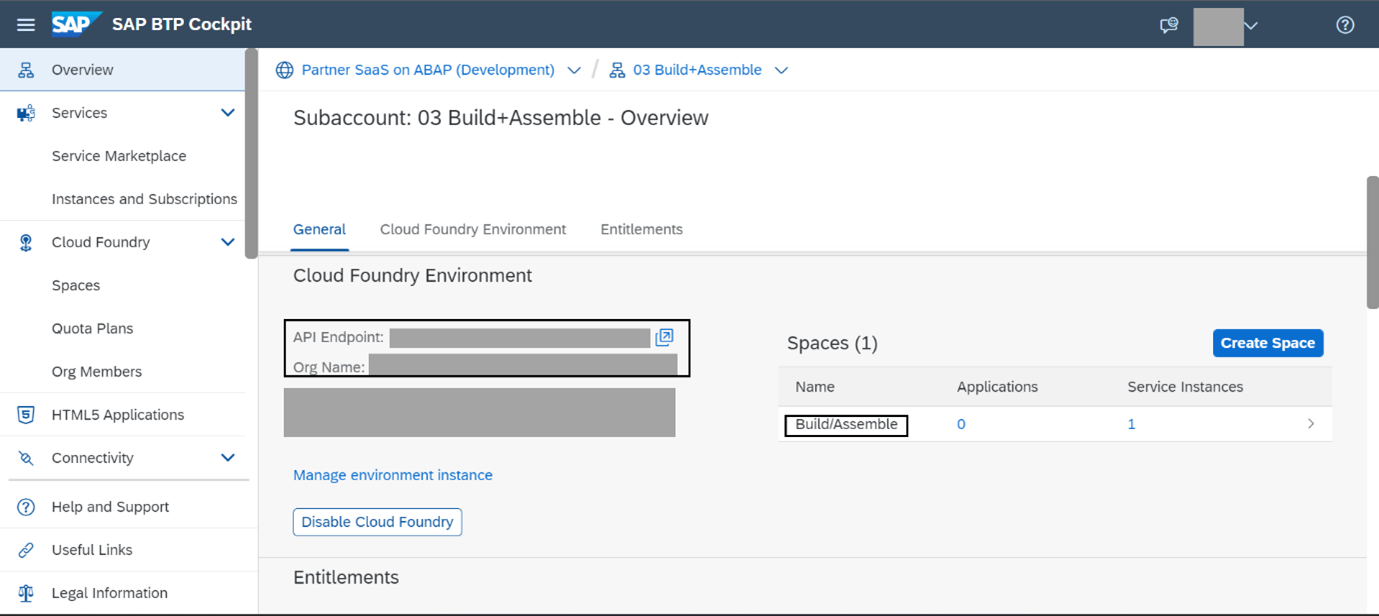 SAP SAP BTP Cockpit
Overview
Services
Service Marketplace
Instances and Subscriptions
Cloud Foundry
Spaces
Quota Plans
Org Members
HTML5 Applications
Connectivity
Help and Support
Useful Links
Legal Information
Partner SaaS on ABAP (Development) / 03 Build+Assemble
Subaccount: 03 Build+Assemble - Overview
General Cloud Foundry Environment Entitlements
Cloud Foundry Environment
API Endpoint:
Org Name:
Manage environment instance
Disable Cloud Foundry
Spaces (1) Create Space
Name Applications Service Instances
Build/Assemble 0 1
Entitlements